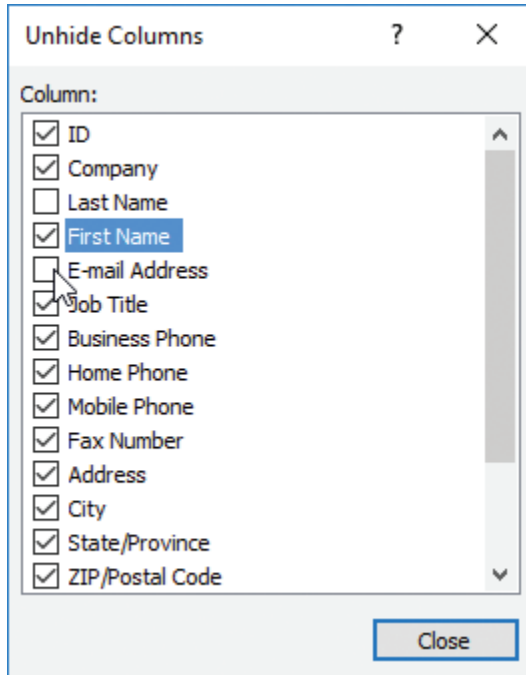 Unhide Columns ?
Column:
ID
Company
Last Name
First Name
E-mail Address
Job Title
Business Phone
Home Phone
Mobile Phone
Fax Number
Address
City
State/Province
ZIP/Postal Code
Close